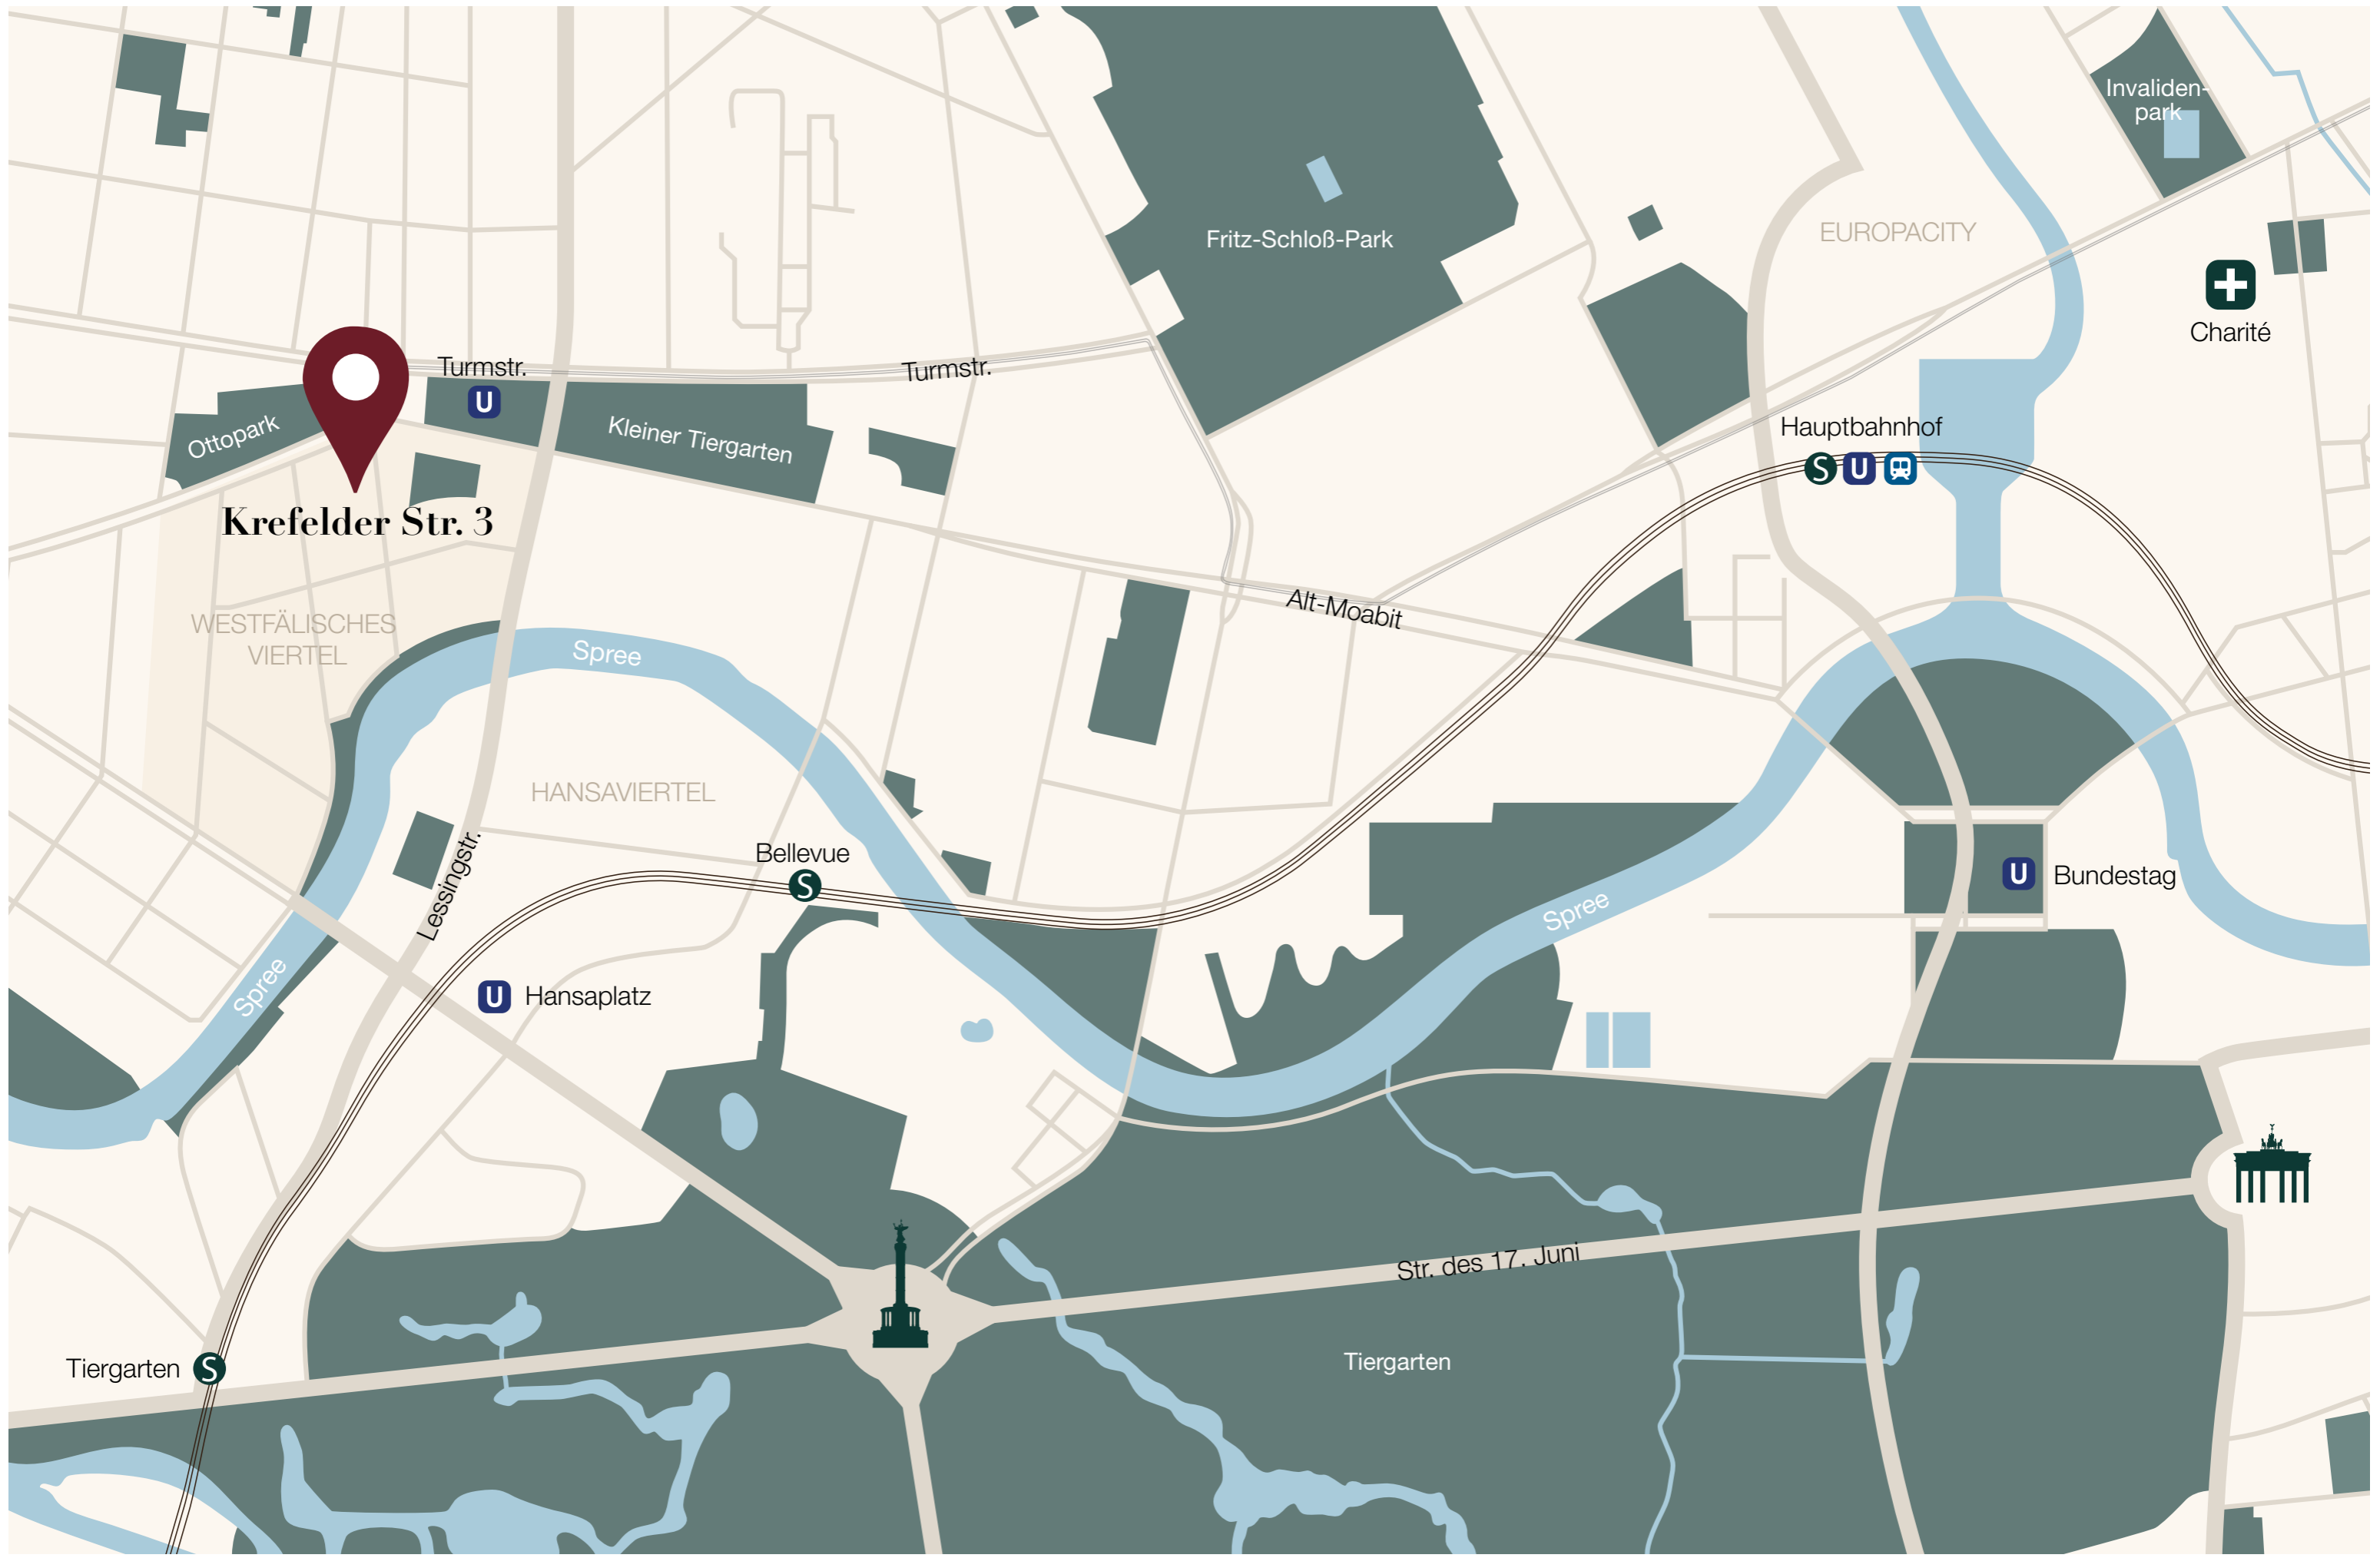 Invaliden-
park
Fritz-Schloß-Park
EUROPACITY
Charité
Turmstr.
U
Turmstr.
Ottopark
Kleiner Tiergarten
Hauptbahnhof
S U
Krefelder Str. 3
Alt-Moabit
WESTFÄLISCHES
VIERTEL
Spree
HANSAVIERTEL
Lessingstr.
Bellevue
S
U Bundestag
Spree
Spree
U Hansaplatz
Str. des 17. Juni
Tiergarten S
Tiergarten